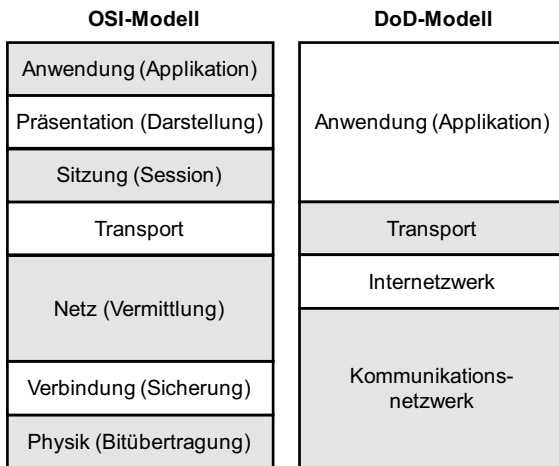 OSI-Modell
Anwendung (Applikation)
Präsentation (Darstellung)
Sitzung (Session)
Transport
Netz (Vermittlung)
Verbindung (Sicherung)
Physik (Bitübertragung)
DoD-Modell
Anwendung (Applikation)
Transport
Internetzwerk
Kommunikations-
netzwerk